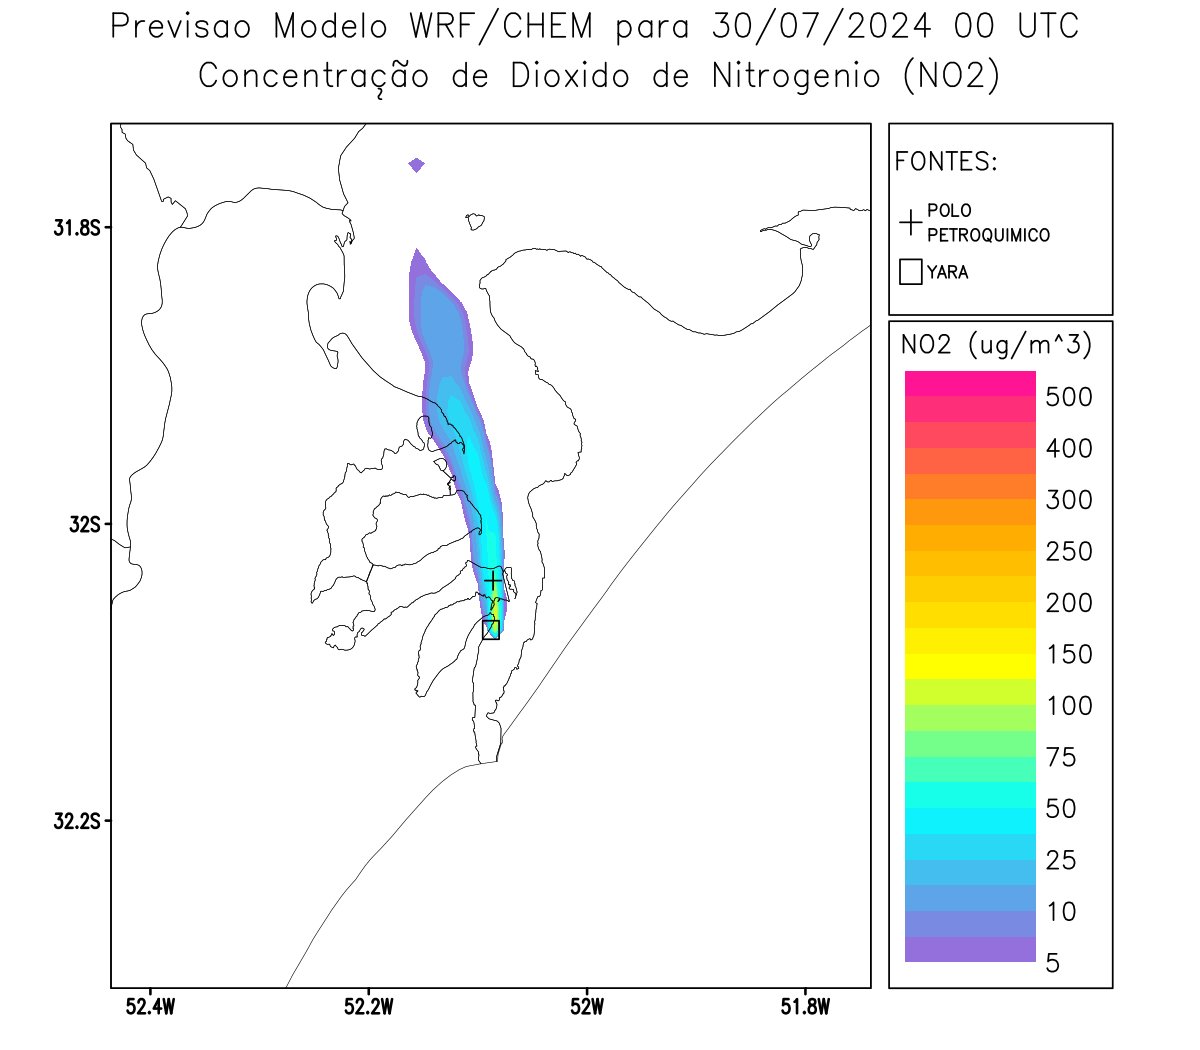 Previsao Modelo WRF/CHEM para 30/07/2024 00 UTC
Concentração de Dioxido de Nitrogenio (NO2)
FONTES:
POLO
PETROQUIMICO
YARA
NO2 (ug/m^3)
500
400
300
250
200
150
100
75
50
25
10
5
31.8S
32S
32.2S
52.4W
52.2W
52W
51.8W